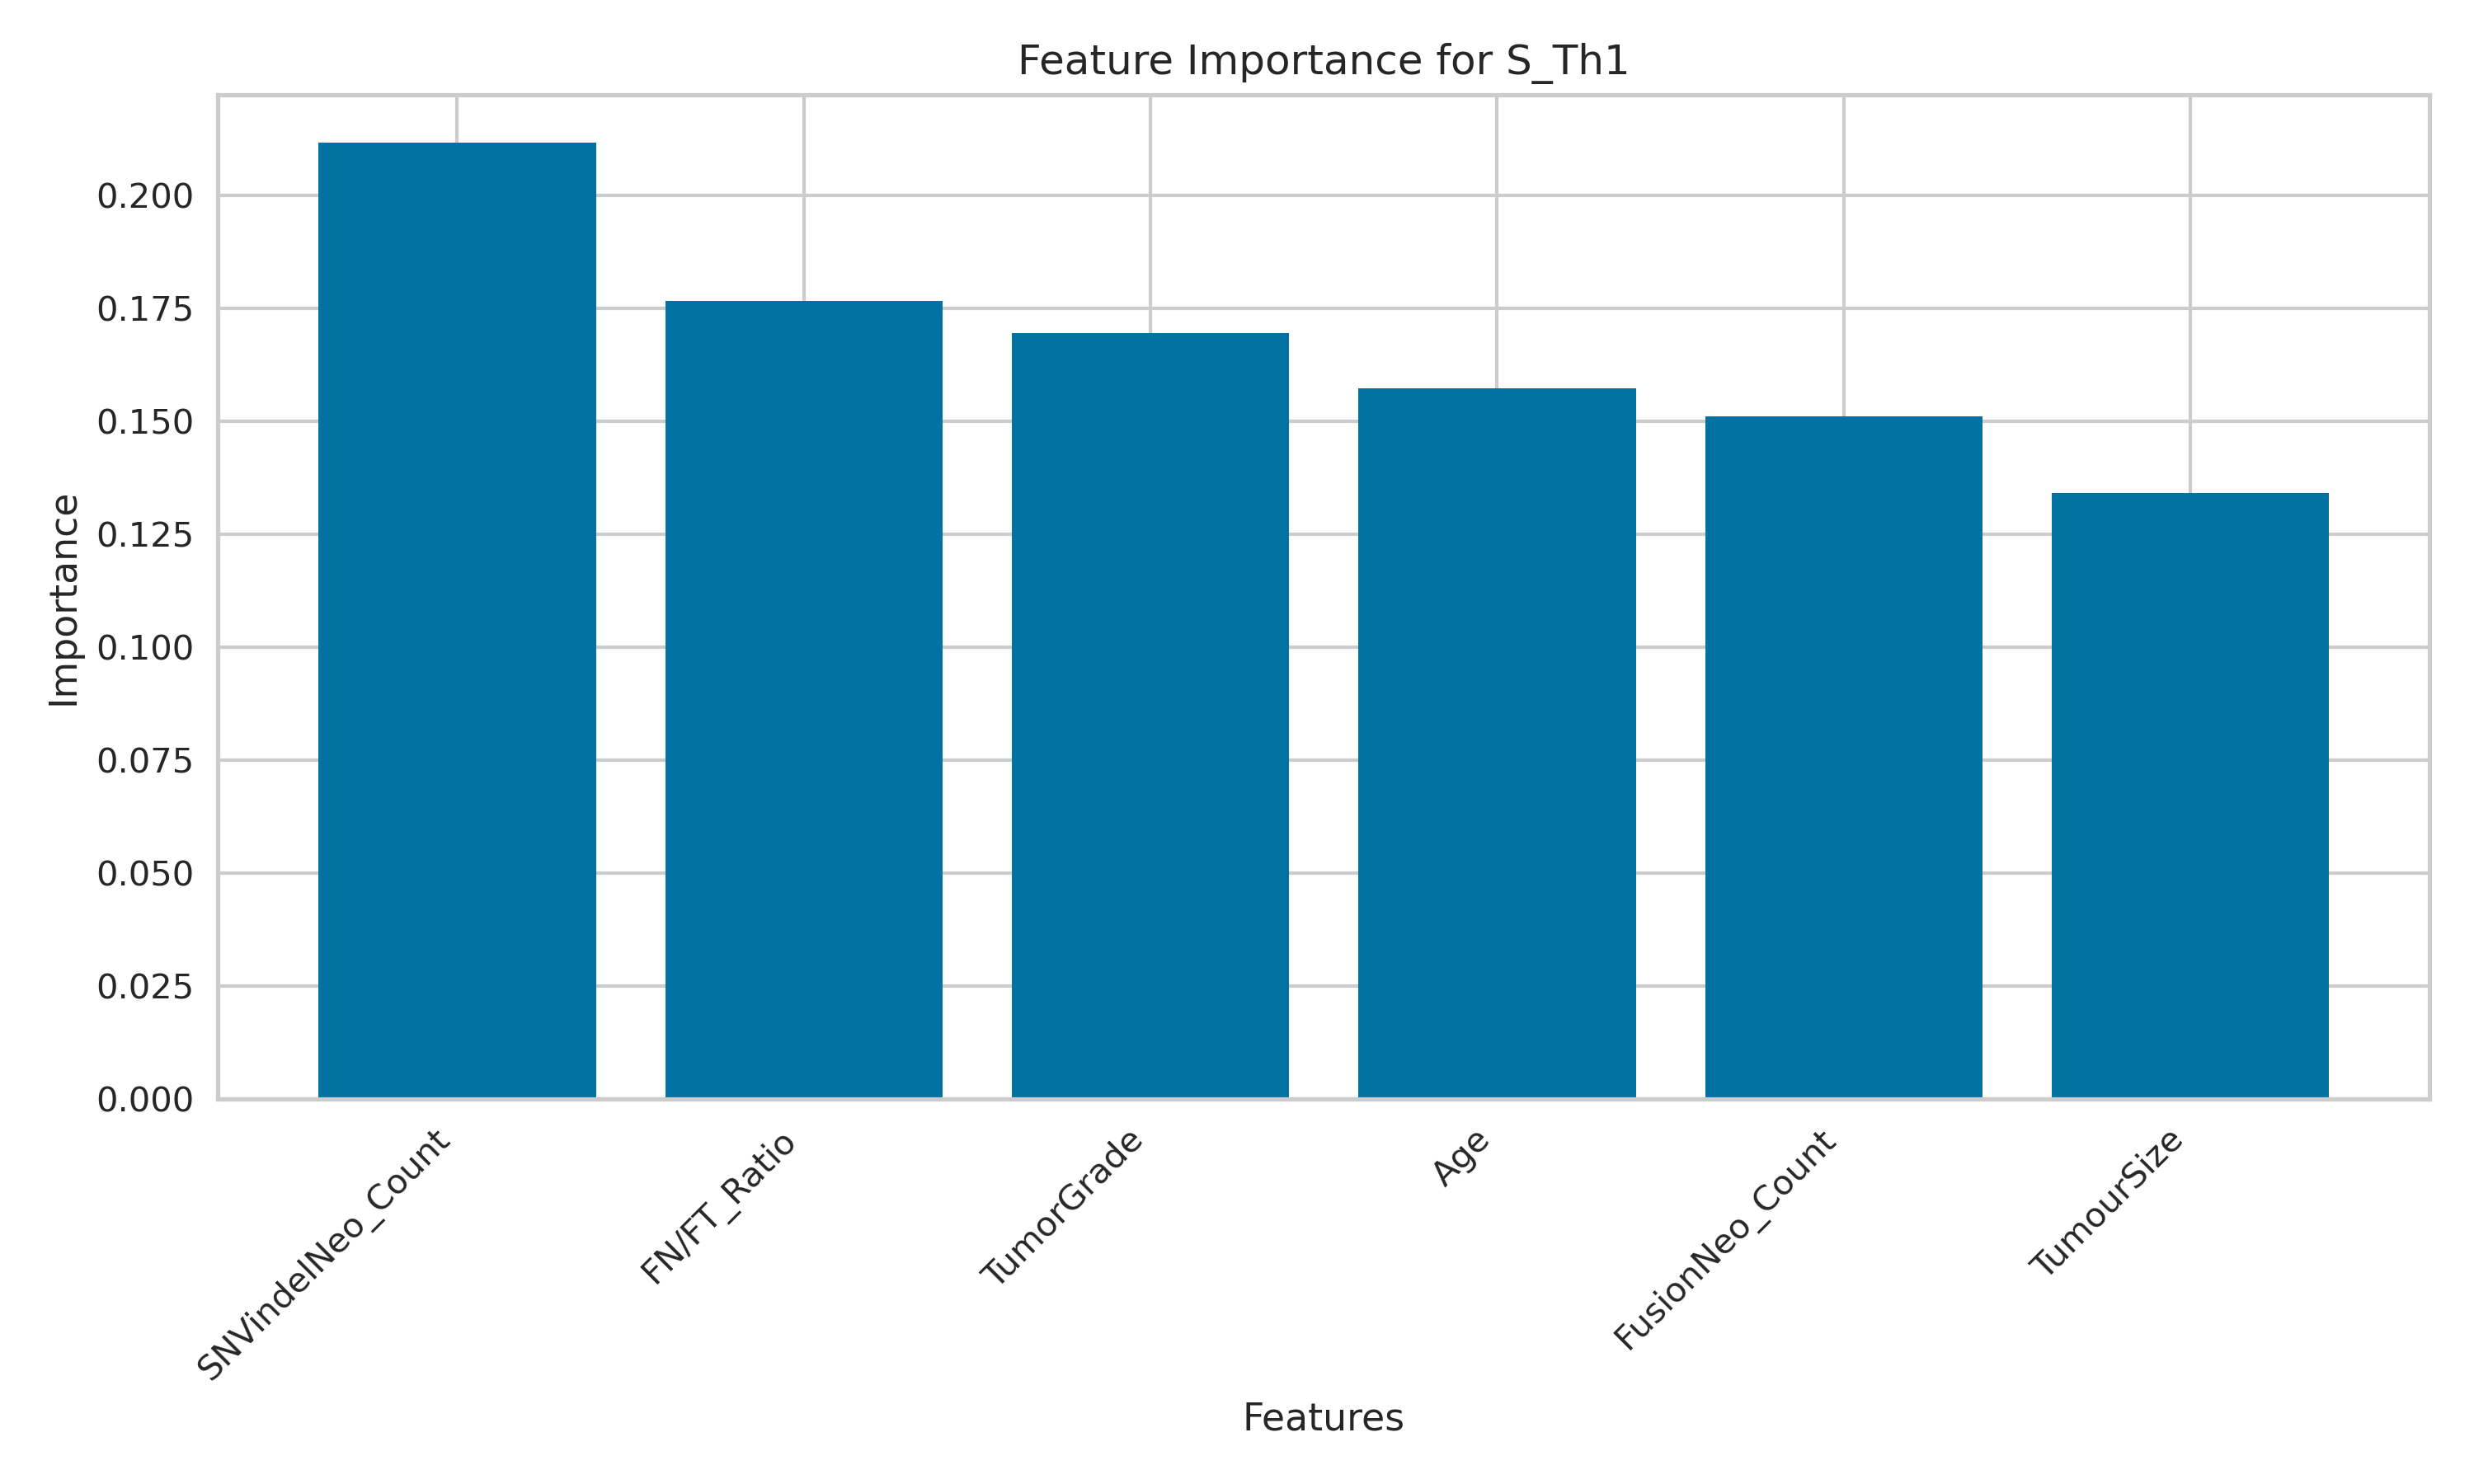 Feature Importance for S_Th1
Importance
0.200
0.175
0.150
0.125
0.100
0.075
0.050
0.025
0.000
SNVindelNeo_Count
FN/FT_Ratio
TumorGrade
Age
FusionNeo_Count
TumourSize
Features